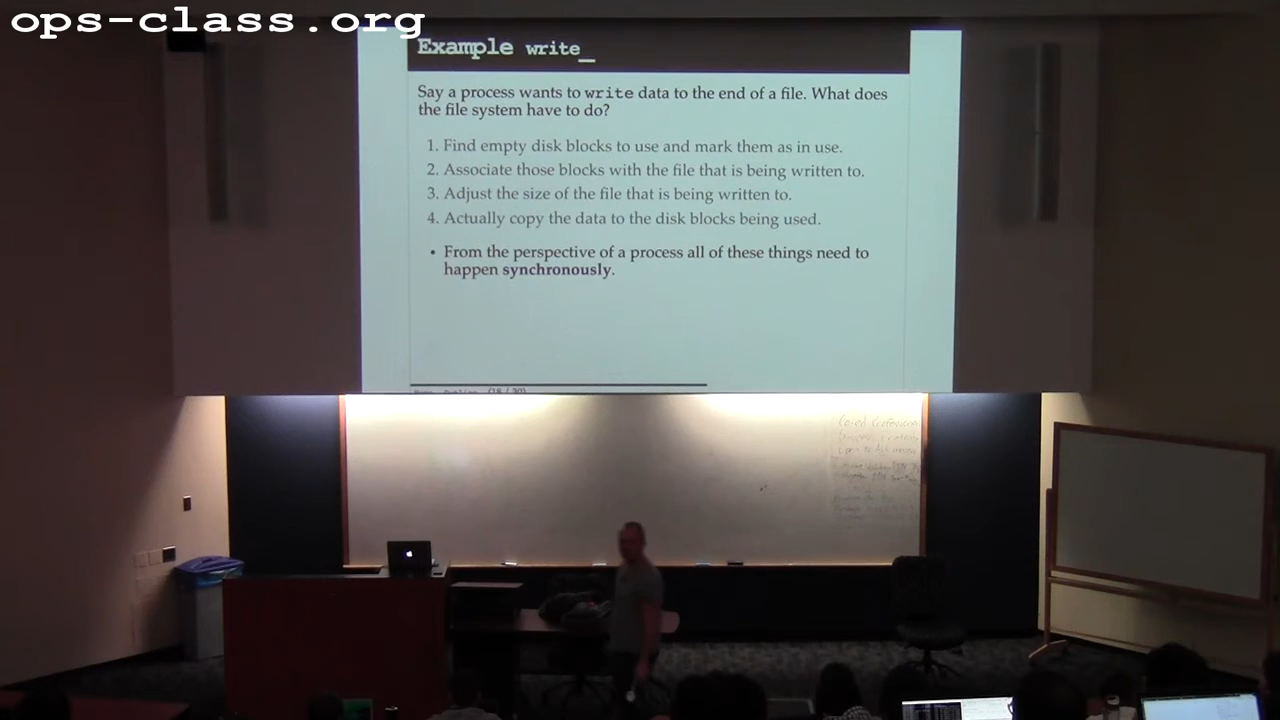 ops-class.org
Example write_
Say a process wants to write data to the end of a file. What does
the file system have to do?
1. Find empty disk blocks to use and mark them as in use.
2. Associate those blocks with the file that is being written to.
3. Adjust the size of the file that is being written to.
4. Actually copy the data to the disk blocks being used.
• From the perspective of a process all of these things need to
happen synchronously.